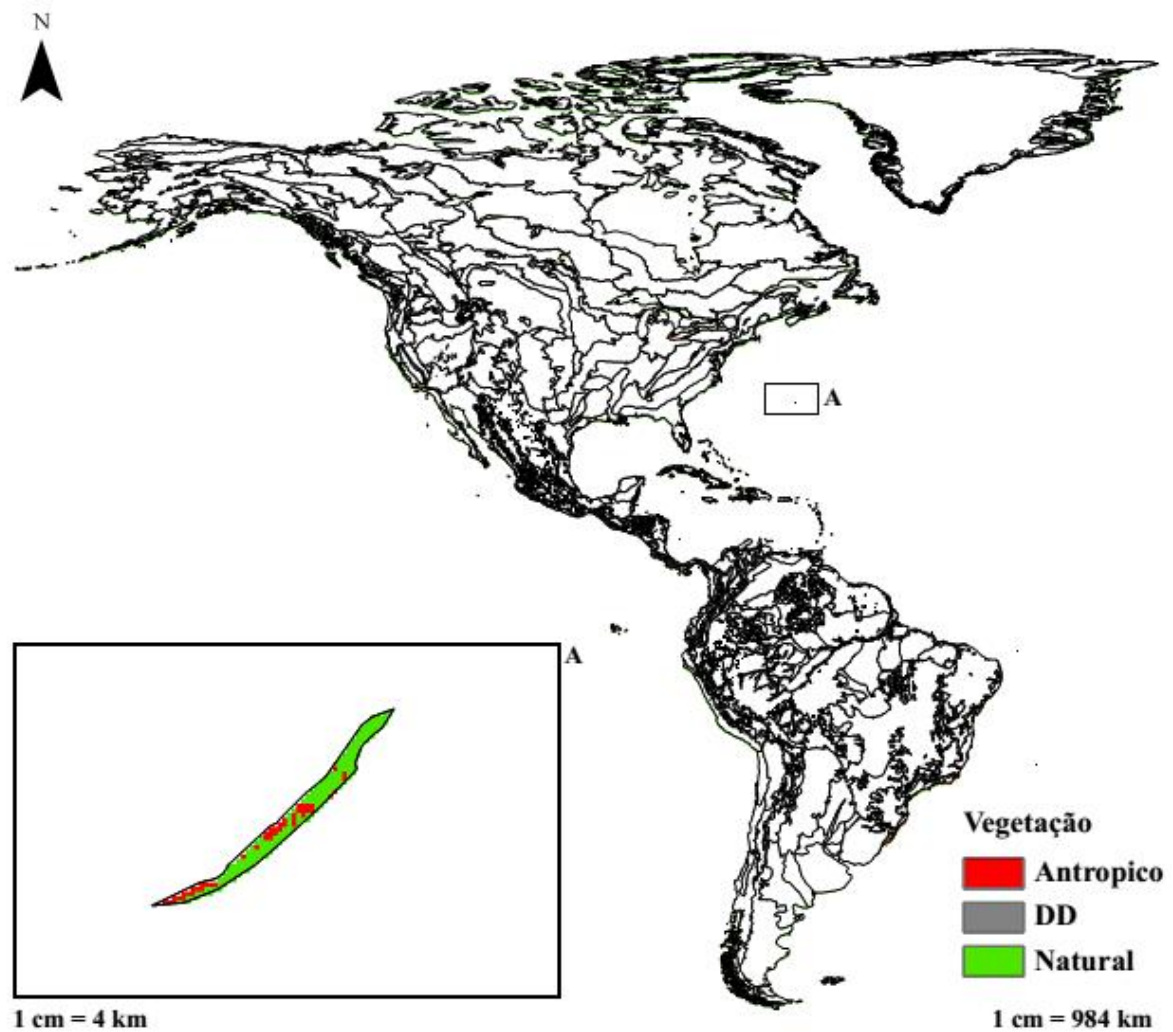 N
A
A
Vegetação
Antropico
DD
Natural
1 cm = 4 km
1 cm = 984 km